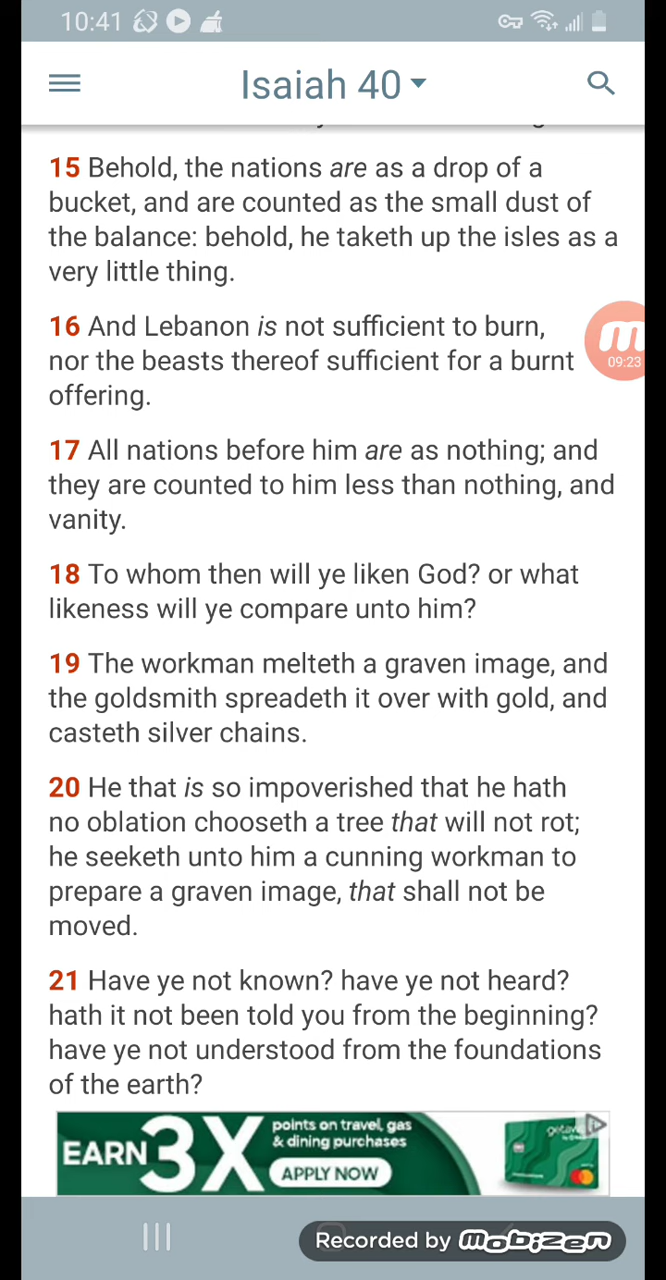 10:41
Isaiah 40
15 Behold, the nations are as a drop of a
bucket, and are counted as the small dust of
the balance: behold, he taketh up the isles as a
very little thing.
16 And Lebanon is not sufficient to burn,
nor the beasts thereof sufficient for a burnt
offering.
m
09:23
17 All nations before him are as nothing; and
they are counted to him less than nothing, and
vanity.
18 To whom then will ye liken God? or what
likeness will ye compare unto him?
19 The workman melteth a graven image, and
the goldsmith spreadeth it over with gold, and
casteth silver chains.
20 He that is so impoverished that he hath
no oblation chooseth a tree that will not rot;
he seeketh unto him a cunning workman to
prepare a graven image, that shall not be
moved.
21 Have ye not known? have ye not heard?
hath it not been told you from the beginning?
have ye not understood from the foundations
of the earth?
EARN 3X points on travel, gas
& dining purchases
APPLY NOW
Recorded by mobizen